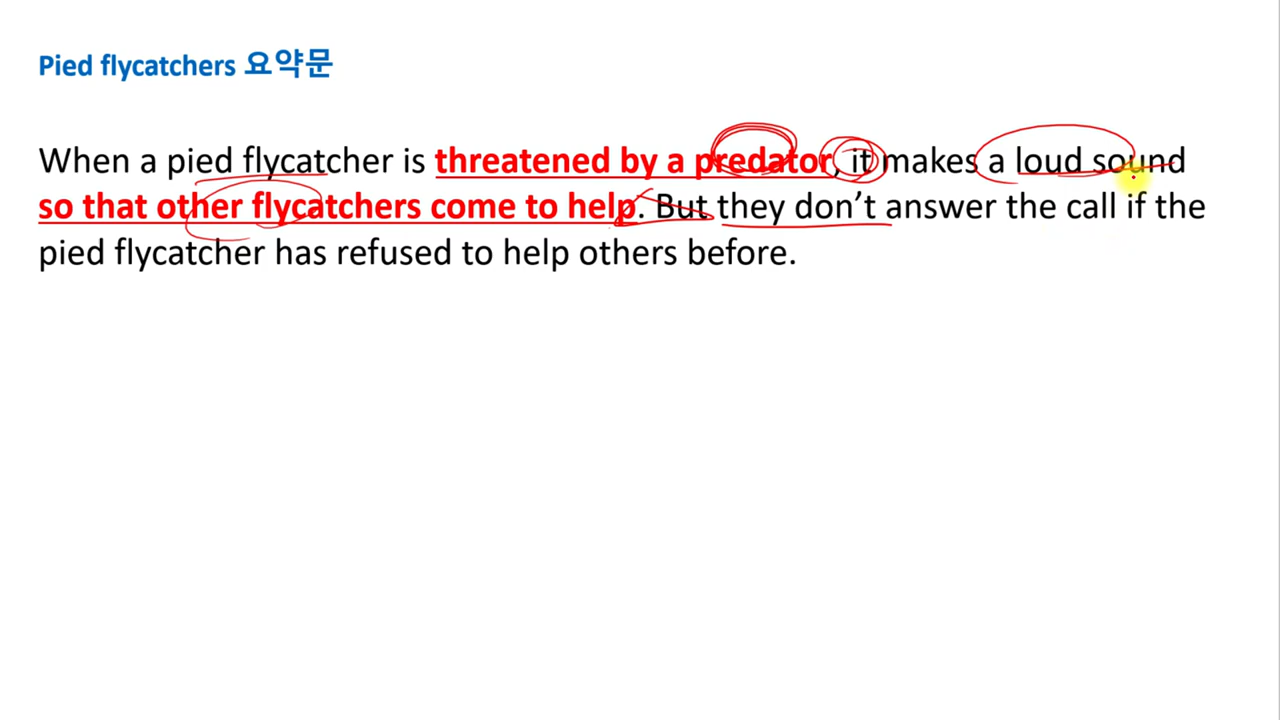 Pied flycatchers 요약문
When a pied flycatcher is threatened by a predator, it makes a loud sound
so that other flycatchers come to help. But they don’t answer the call if the
pied flycatcher has refused to help others before.